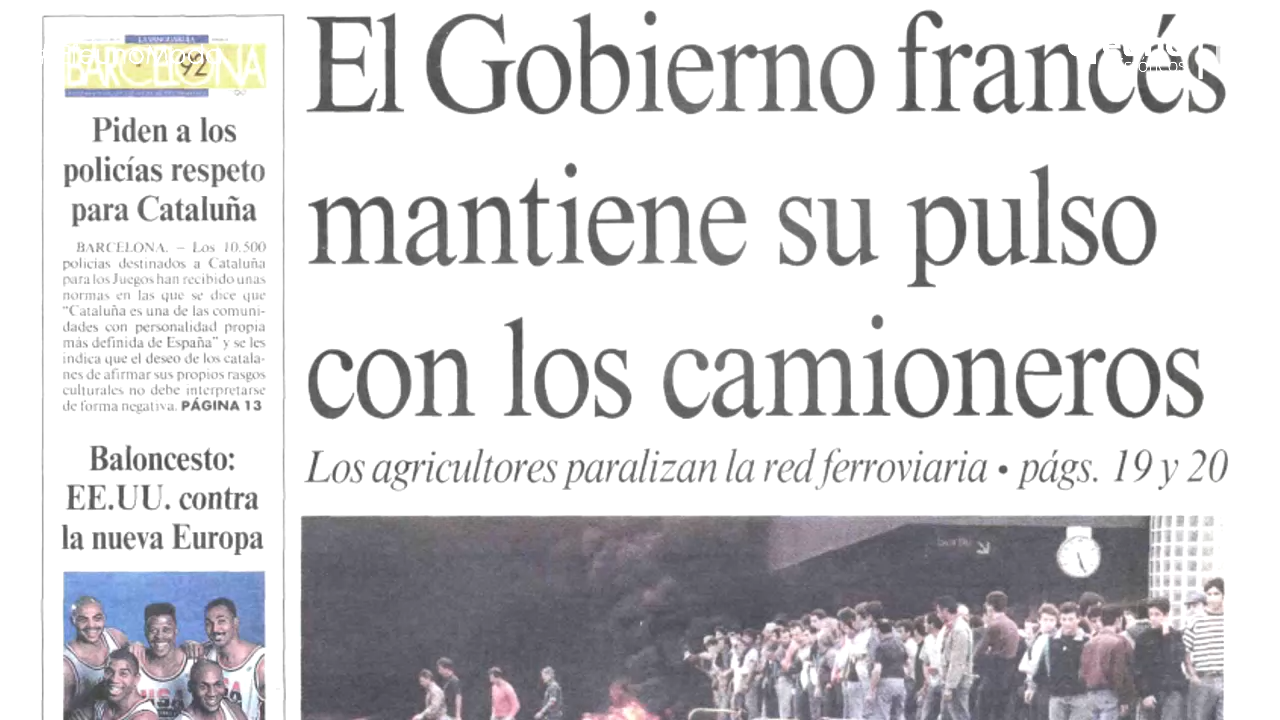 LA VANGUARDIA
BARCELONA
92
Piden a los
policías respeto
para Cataluña
BARCELONA. – Los 10.500
policías destinados a Cataluña
para los Juegos han recibido unas
normas en las que se dice que
"Cataluña es una de las comuni-
dades con personalidad propia
más definida de España" y se les
indica que el deseo de los catala-
nes de afirmar sus propios rasgos
culturales no debe interpretarse
de forma negativa. PÁGINA 13
Baloncesto:
EE.UU. contra
la nueva Europa
USA
El Gobierno francés
mantiene su pulso
con los camioneros
Los agricultores paralizan la red ferroviaria • págs. 19 y 20